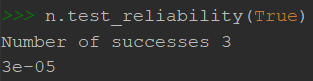 >>> n.test_reliability(True)
Number of successes 3
3e-05